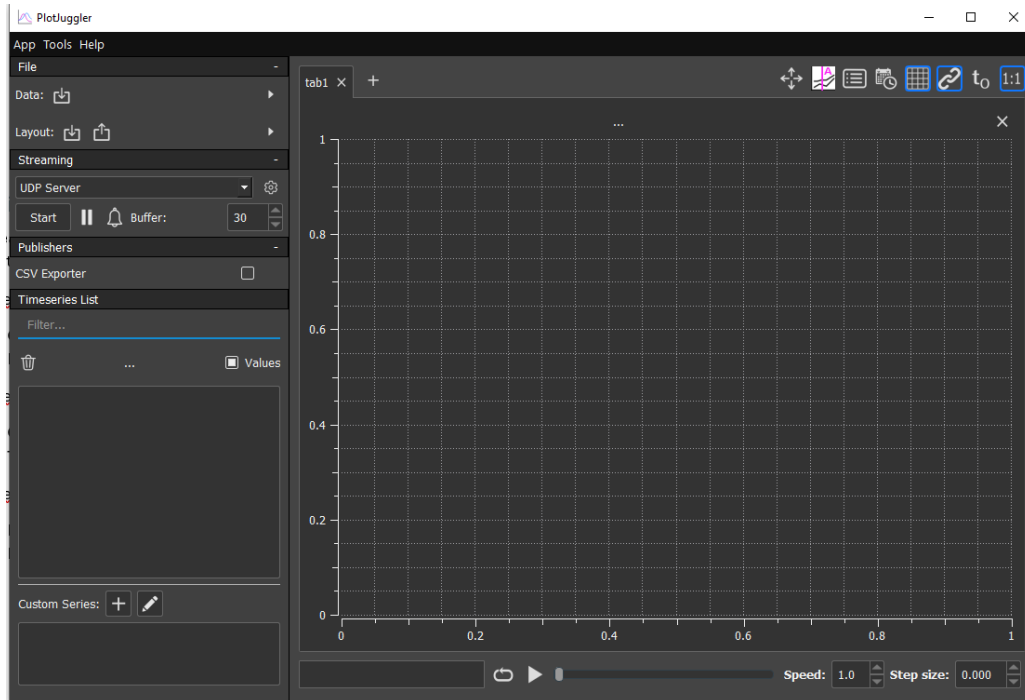 PlotJuggler
App Tools Help
File -
Data:
Layout:
Streaming -
UDP Server
Start Buffer: 30
Publishers -
CSV Exporter
Timeseries List
Filter...
... Values
Custom Series:
tab1 × +
A
t₀ 1:1
...
1
0.8
0.6
0.4
0.2
0
0 0.2 0.4 0.6 0.8 1
Speed: 1.0 Step size: 0.000